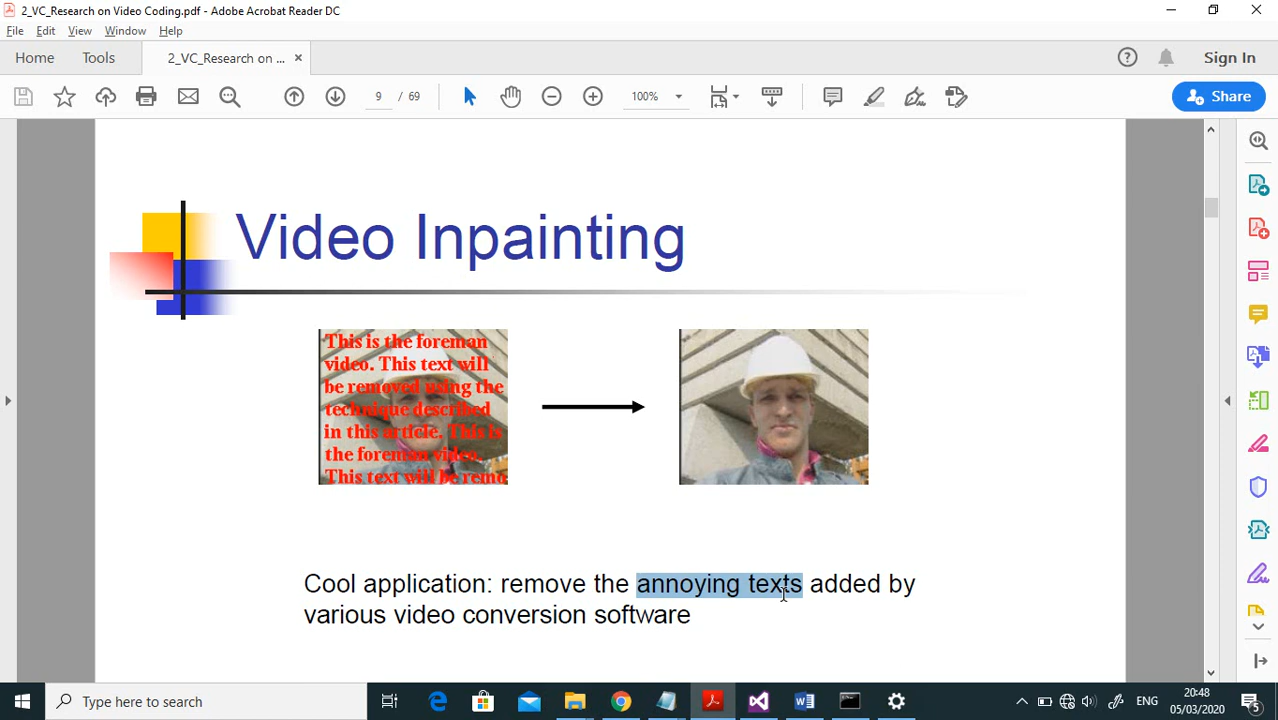 2_VC_Research on Video Coding.pdf - Adobe Acrobat Reader DC
File Edit View Window Help
Home Tools 2_VC_Research on ... ×
9 / 69 100% Share
Sign In
Video Inpainting
This is the foreman
video. This text will
be removed using the
technique described
in this article. This is
the foreman video.
This text will be remo
Cool application: remove the annoying texts added by
various video conversion software
Type here to search
ENG
20:48
05/03/2020
5